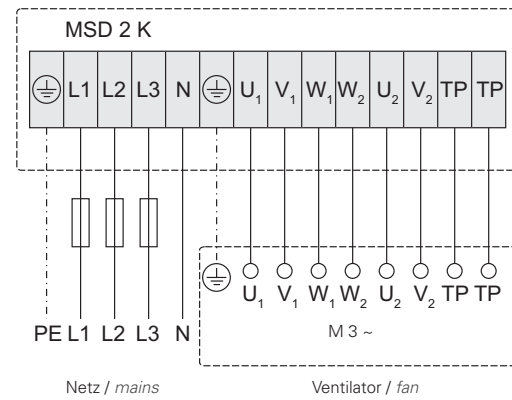 MSD 2 K
L1 L2 L3 N U₁ V₁ W₁ W₂ U₂ V₂ TP TP
U₁ V₁ W₁ W₂ U₂ V₂ TP TP
PE L1 L2 L3 N M 3 ~
Netz / mains Ventilator / fan